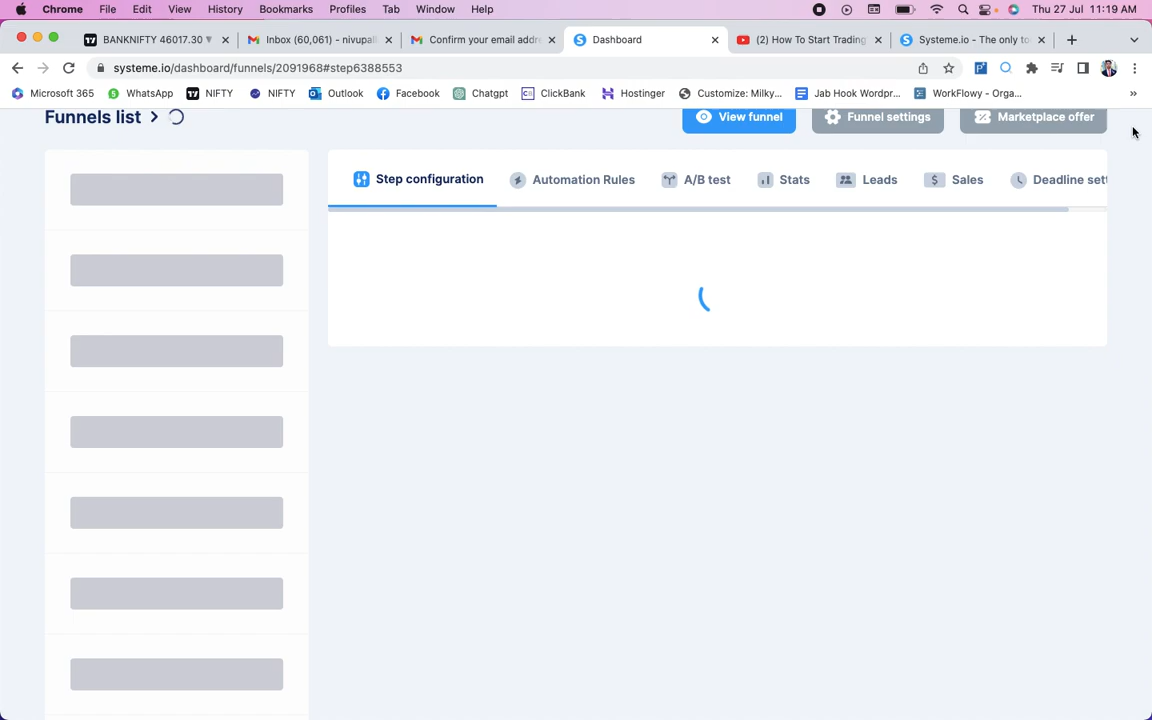 Chrome File Edit View History Bookmarks Profiles Tab Window Help Thu 27 Jul 11:19 AM
BANKNIFTY 46017.30 Inbox (60,061) - nivupal Confirm your email addre Dashboard (2) How To Start Trading Systeme.io - The only to
systeme.io/dashboard/funnels/2091968#step6388553
Microsoft 365 WhatsApp NIFTY NIFTY Outlook Facebook Chatgpt ClickBank Hostinger Customize: Milky... Jab Hook Wordpr... WorkFlowy - Orga... »
Funnels list View funnel Funnel settings Marketplace offer
Step configuration Automation Rules A/B test Stats Leads Sales Deadline sett